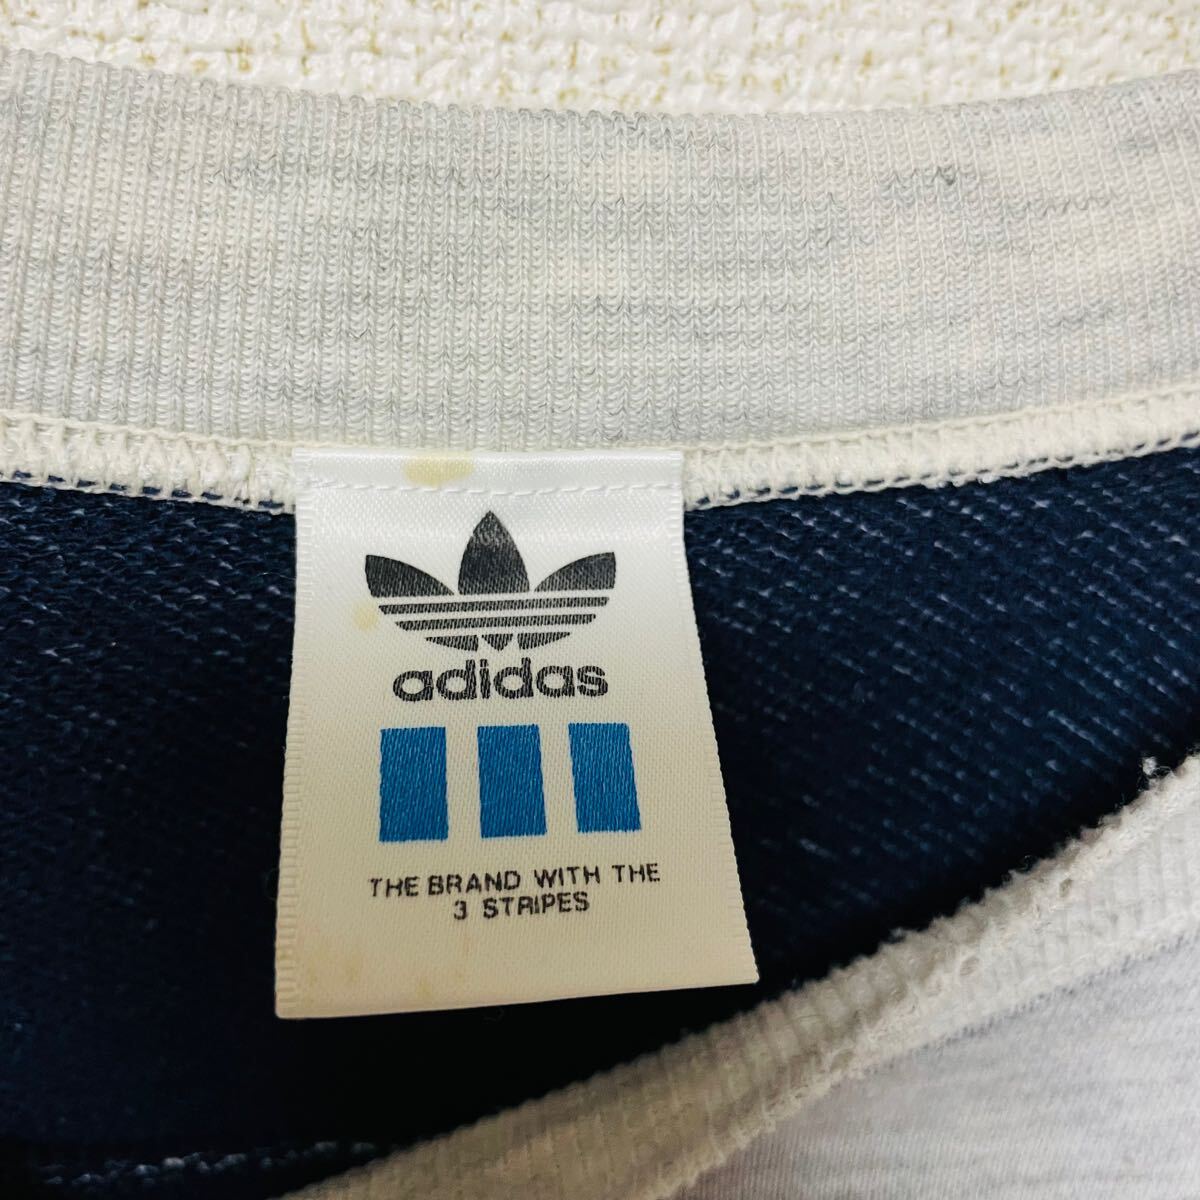 adidas
THE BRAND WITH THE
3 STRIPES